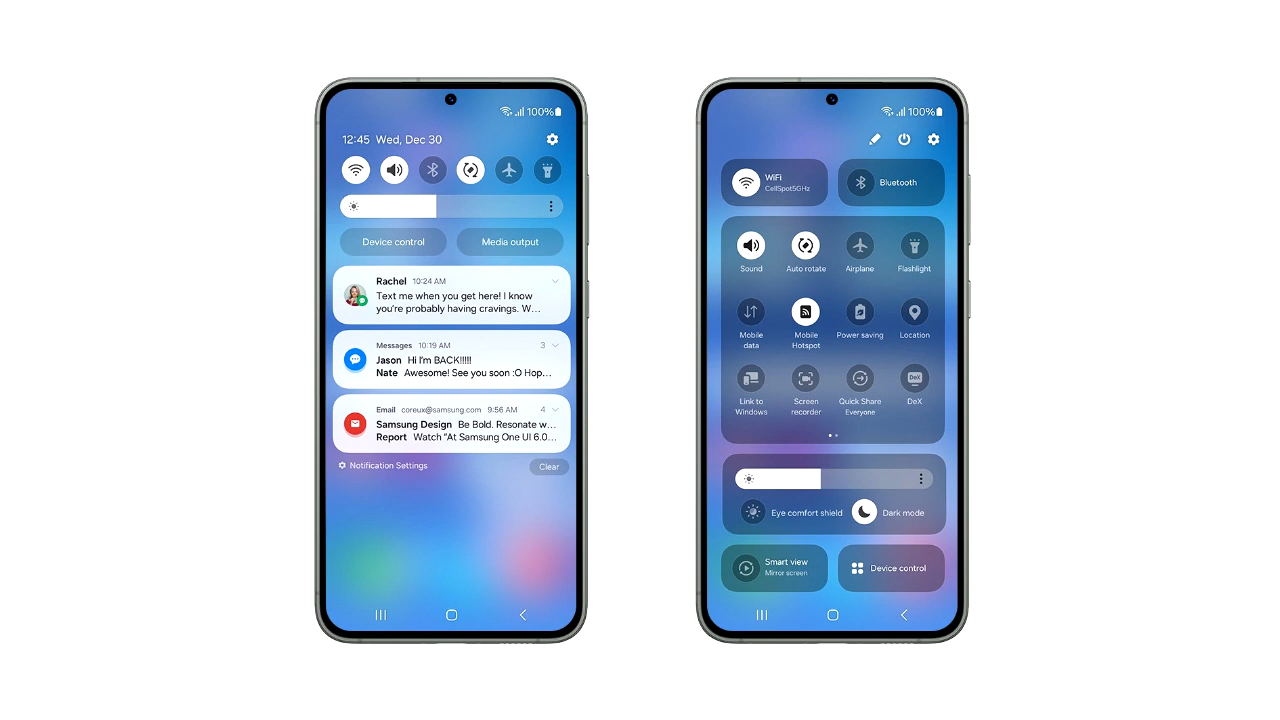 100%
12:45 Wed, Dec 30
Device control
Media output
Rachel 10:24 AM
Text me when you get here! I know
you're probably having cravings. W...
Messages 10:19 AM 3
Jason Hi I'm BACK!!!!!
Nate Awesome! See you soon :O Hop...
Email coreux@samsung.com 9:56 AM 4
Samsung Design Be Bold. Resonate w...
Report Watch "At Samsung One UI 6.0...
Notification Settings
Clear
100%
WiFi
CellSpot5GHz
Bluetooth
Sound
Auto rotate
Airplane
Flashlight
Mobile
data
Mobile
Hotspot
Power saving
Location
Link to
Windows
Screen
recorder
Quick Share
Everyone
DeX
DeX
Eye comfort shield
Dark mode
Smart view
Mirror screen
Device control